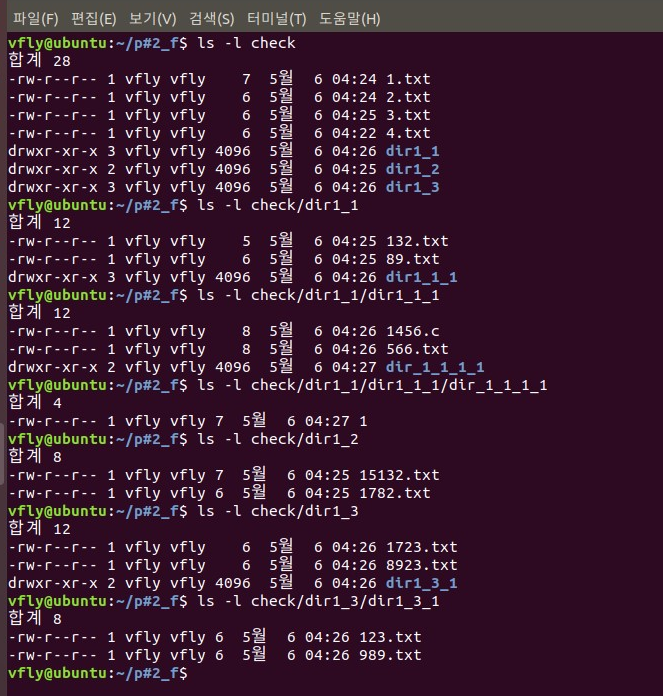 파일(F) 편집(E) 보기(V) 검색(S) 터미널(T) 도움말(H)
vfly@ubuntu:~/p#2_f$ ls -l check
합계 28
-rw-r--r-- 1 vfly vfly    7  5월   6 04:24 1.txt
-rw-r--r-- 1 vfly vfly    6  5월   6 04:24 2.txt
-rw-r--r-- 1 vfly vfly    6  5월   6 04:25 3.txt
-rw-r--r-- 1 vfly vfly    6  5월   6 04:22 4.txt
drwxr-xr-x 3 vfly vfly 4096  5월   6 04:26 dir1_1
drwxr-xr-x 2 vfly vfly 4096  5월   6 04:25 dir1_2
drwxr-xr-x 3 vfly vfly 4096  5월   6 04:26 dir1_3
vfly@ubuntu:~/p#2_f$ ls -l check/dir1_1
합계 12
-rw-r--r-- 1 vfly vfly    5  5월   6 04:25 132.txt
-rw-r--r-- 1 vfly vfly    6  5월   6 04:25 89.txt
drwxr-xr-x 3 vfly vfly 4096  5월   6 04:26 dir1_1_1
vfly@ubuntu:~/p#2_f$ ls -l check/dir1_1/dir1_1_1
합계 12
-rw-r--r-- 1 vfly vfly    8  5월   6 04:26 1456.c
-rw-r--r-- 1 vfly vfly    8  5월   6 04:26 566.txt
drwxr-xr-x 2 vfly vfly 4096  5월   6 04:27 dir_1_1_1_1
vfly@ubuntu:~/p#2_f$ ls -l check/dir1_1/dir1_1_1/dir_1_1_1_1
합계 4
-rw-r--r-- 1 vfly vfly 7  5월   6 04:27 1
vfly@ubuntu:~/p#2_f$ ls -l check/dir1_2
합계 8
-rw-r--r-- 1 vfly vfly 7  5월   6 04:25 15132.txt
-rw-r--r-- 1 vfly vfly 6  5월   6 04:25 1782.txt
vfly@ubuntu:~/p#2_f$ ls -l check/dir1_3
합계 12
-rw-r--r-- 1 vfly vfly    6  5월   6 04:26 1723.txt
-rw-r--r-- 1 vfly vfly    6  5월   6 04:26 8923.txt
drwxr-xr-x 2 vfly vfly 4096  5월   6 04:26 dir1_3_1
vfly@ubuntu:~/p#2_f$ ls -l check/dir1_3/dir1_3_1
합계 8
-rw-r--r-- 1 vfly vfly 6  5월   6 04:26 123.txt
-rw-r--r-- 1 vfly vfly 6  5월   6 04:26 989.txt
vfly@ubuntu:~/p#2_f$